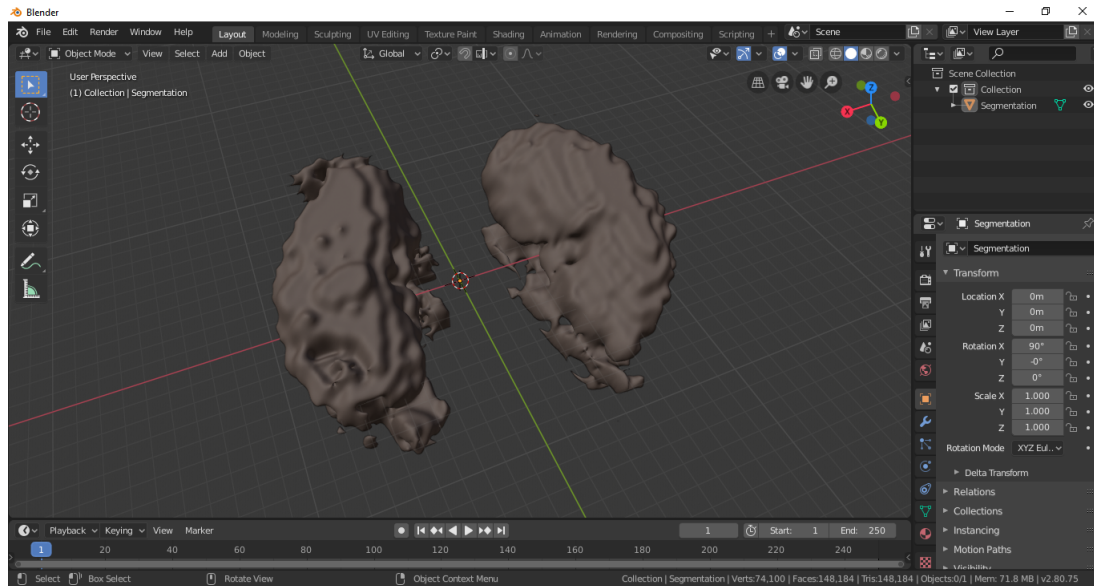 Blender
File Edit Render Window Help Layout Modeling Sculpting UV Editing Texture Paint Shading Animation Rendering Compositing Scripting + Scene View Layer
Object Mode View Select Add Object Global
User Perspective
(1) Collection | Segmentation
Z
X
Y
Scene Collection
Collection
Segmentation
Segmentation
Segmentation
Transform
Location X 0m
Y 0m
Z 0m
Rotation X 90°
Y -0°
Z 0°
Scale X 1.000
Y 1.000
Z 1.000
Rotation Mode XYZ Eul..
Delta Transform
Relations
Collections
Instancing
Motion Paths
Visibility
Playback Keying View Marker 1 Start: 1 End: 250
1 20 40 60 80 100 120 140 160 180 200 220 240
Select Box Select Rotate View Object Context Menu Collection | Segmentation | Verts:74,100 | Faces:148,184 | Tris:148,184 | Objects:0/1 | Mem: 71.8 MB | v2.80.75